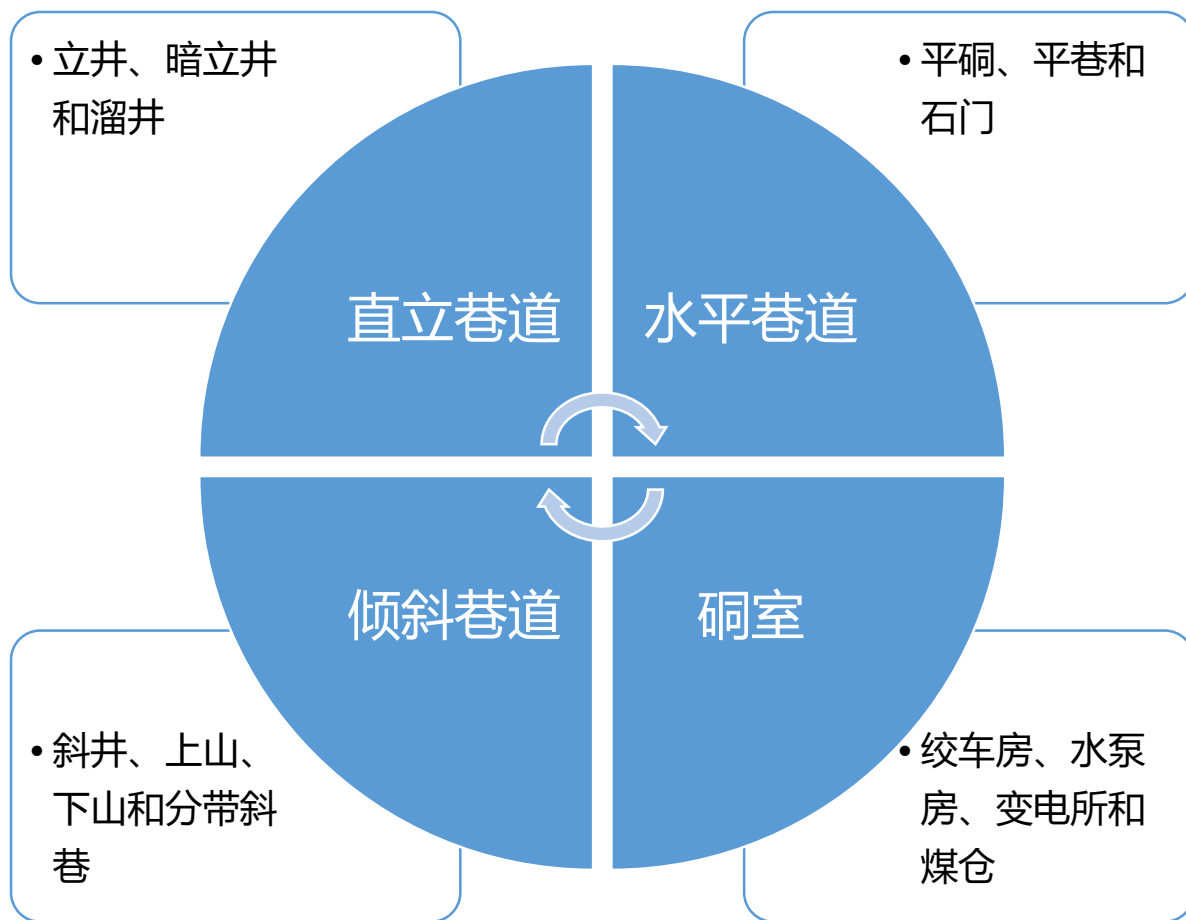 • 立井、暗立井
和溜井
• 平硐、平巷和
石门
直立巷道
水平巷道
倾斜巷道
硐室
• 斜井、上山、
下山和分带斜
巷
• 绞车房、水泵
房、变电所和
煤仓